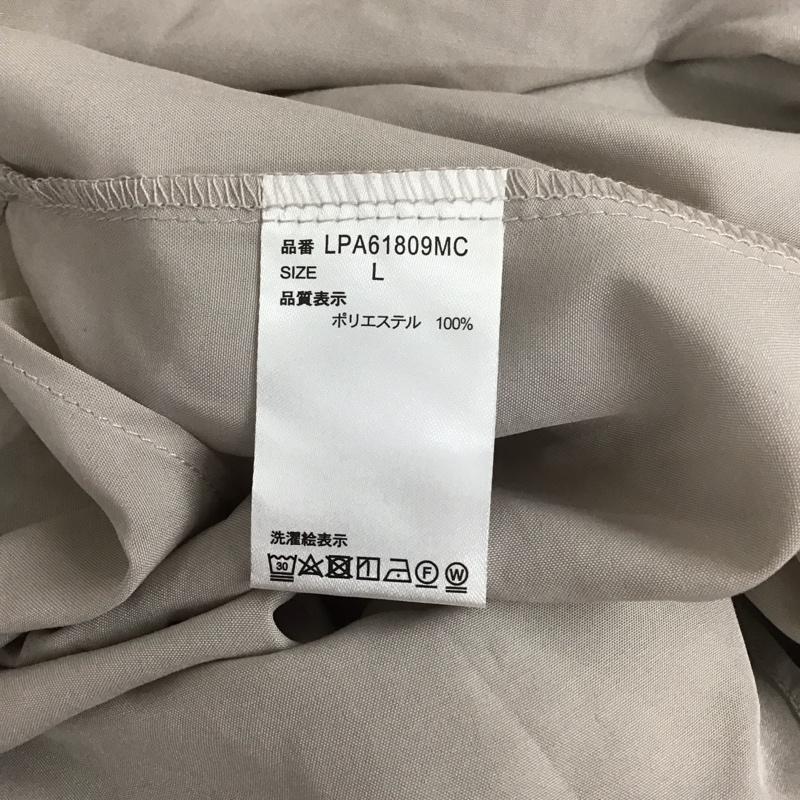 品番 LPA61809MC
SIZE L
品質表示
ポリエステル 100%
洗濯絵表示
30 F W